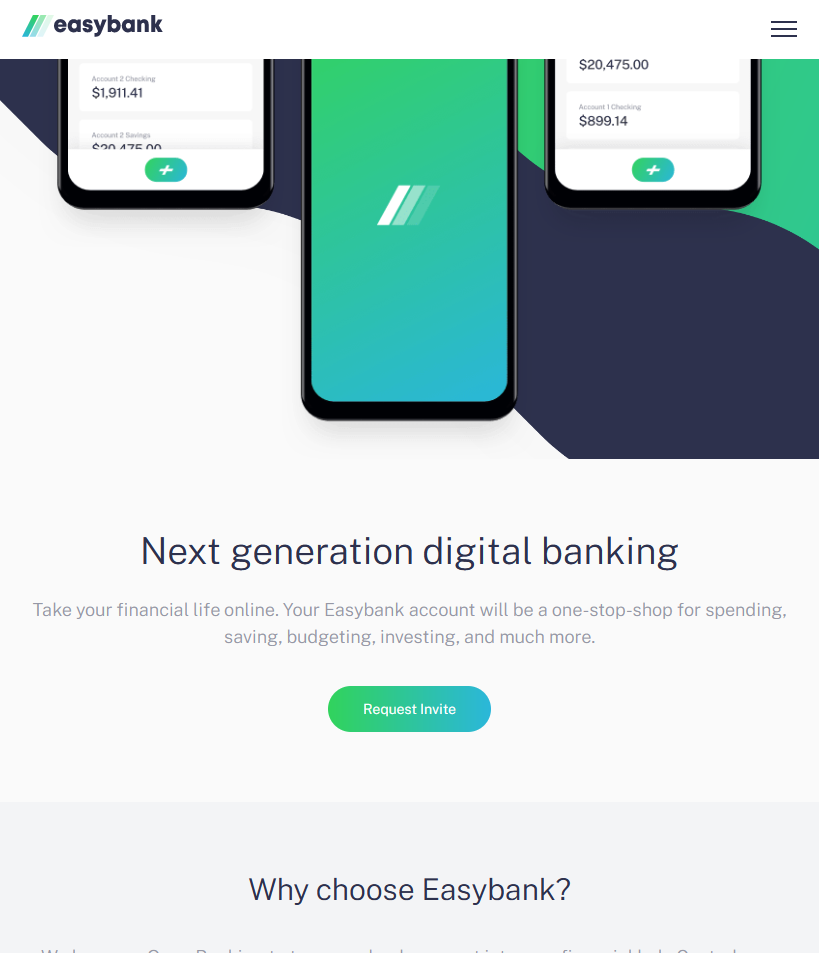 easybank
Account 2 Checking
$1,911.41
Account 2 Savings
$20,475.00
$20,475.00
Account 1 Checking
$899.14
Next generation digital banking
Take your financial life online. Your Easybank account will be a one-stop-shop for spending,
saving, budgeting, investing, and much more.
Request Invite
Why choose Easybank?